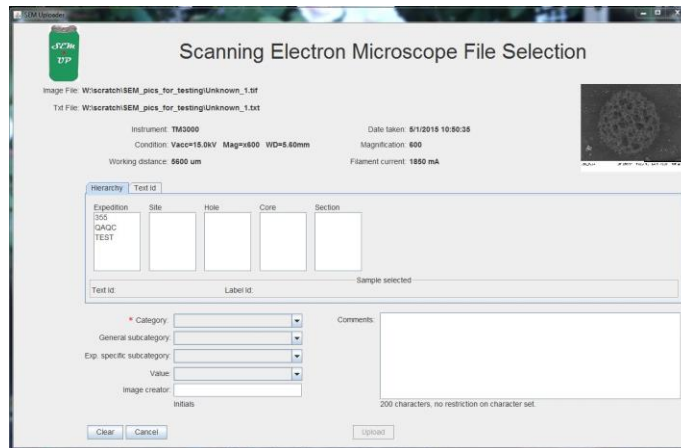 SEM Uploader
SEM
UP
Scanning Electron Microscope File Selection
Image File: W:\scratch\SEM_pics_for_testing\Unknown_1.tif
Txt File: W:\scratch\SEM_pics_for_testing\Unknown_1.txt
Instrument: TM3000 Date taken: 5/1/2015 10:50:35
Condition: Vacc=15.0kV Mag=x600 WD=5.60mm Magnification: 600
Working distance: 5600 um Filament current: 1850 mA
Hierarchy Text Id
Expedition Site Hole Core Section
355
QAQC
TEST
Sample selected
Text Id: Label Id:
* Category: Comments:
General subcategory:
Exp. specific subcategory:
Value:
Image creator:
Initials 200 characters, no restriction on character set.
Clear Cancel Upload